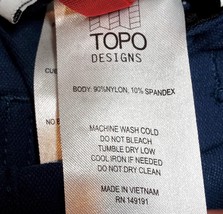 TOPO
DESIGNS
BODY: 90%NYLON, 10% SPANDEX
MACHINE WASH COLD
DO NOT BLEACH
TUMBLE DRY LOW
COOL IRON IF NEEDED
DO NOT DRY CLEAN
MADE IN VIETNAM
RN 149191